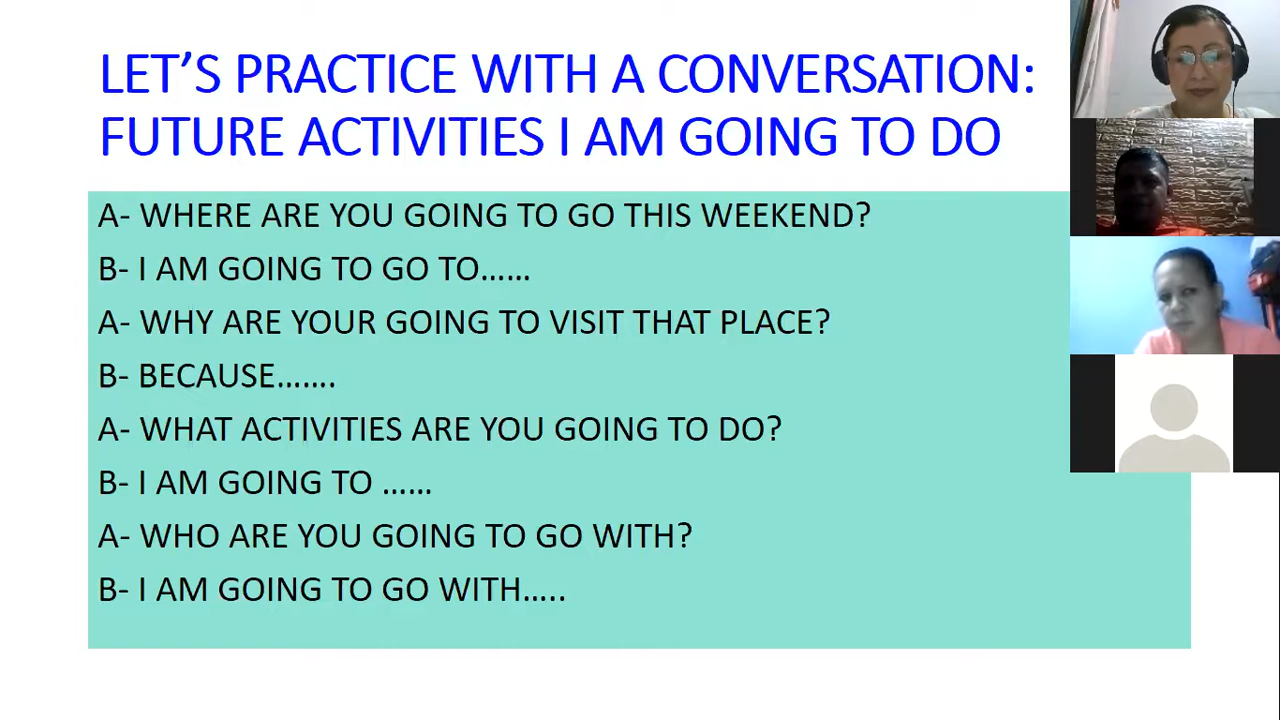 LET’S PRACTICE WITH A CONVERSATION:
FUTURE ACTIVITIES I AM GOING TO DO
A- WHERE ARE YOU GOING TO GO THIS WEEKEND?
B- I AM GOING TO GO TO……
A- WHY ARE YOUR GOING TO VISIT THAT PLACE?
B- BECAUSE…….
A- WHAT ACTIVITIES ARE YOU GOING TO DO?
B- I AM GOING TO ……
A- WHO ARE YOU GOING TO GO WITH?
B- I AM GOING TO GO WITH…..